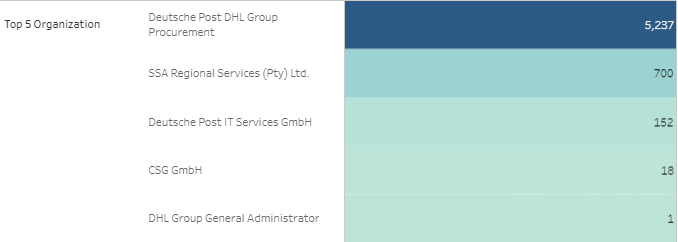 Top 5 Organization
Deutsche Post DHL Group
Procurement
5,237
SSA Regional Services (Pty) Ltd.
700
Deutsche Post IT Services GmbH
152
CSG GmbH
18
DHL Group General Administrator
1